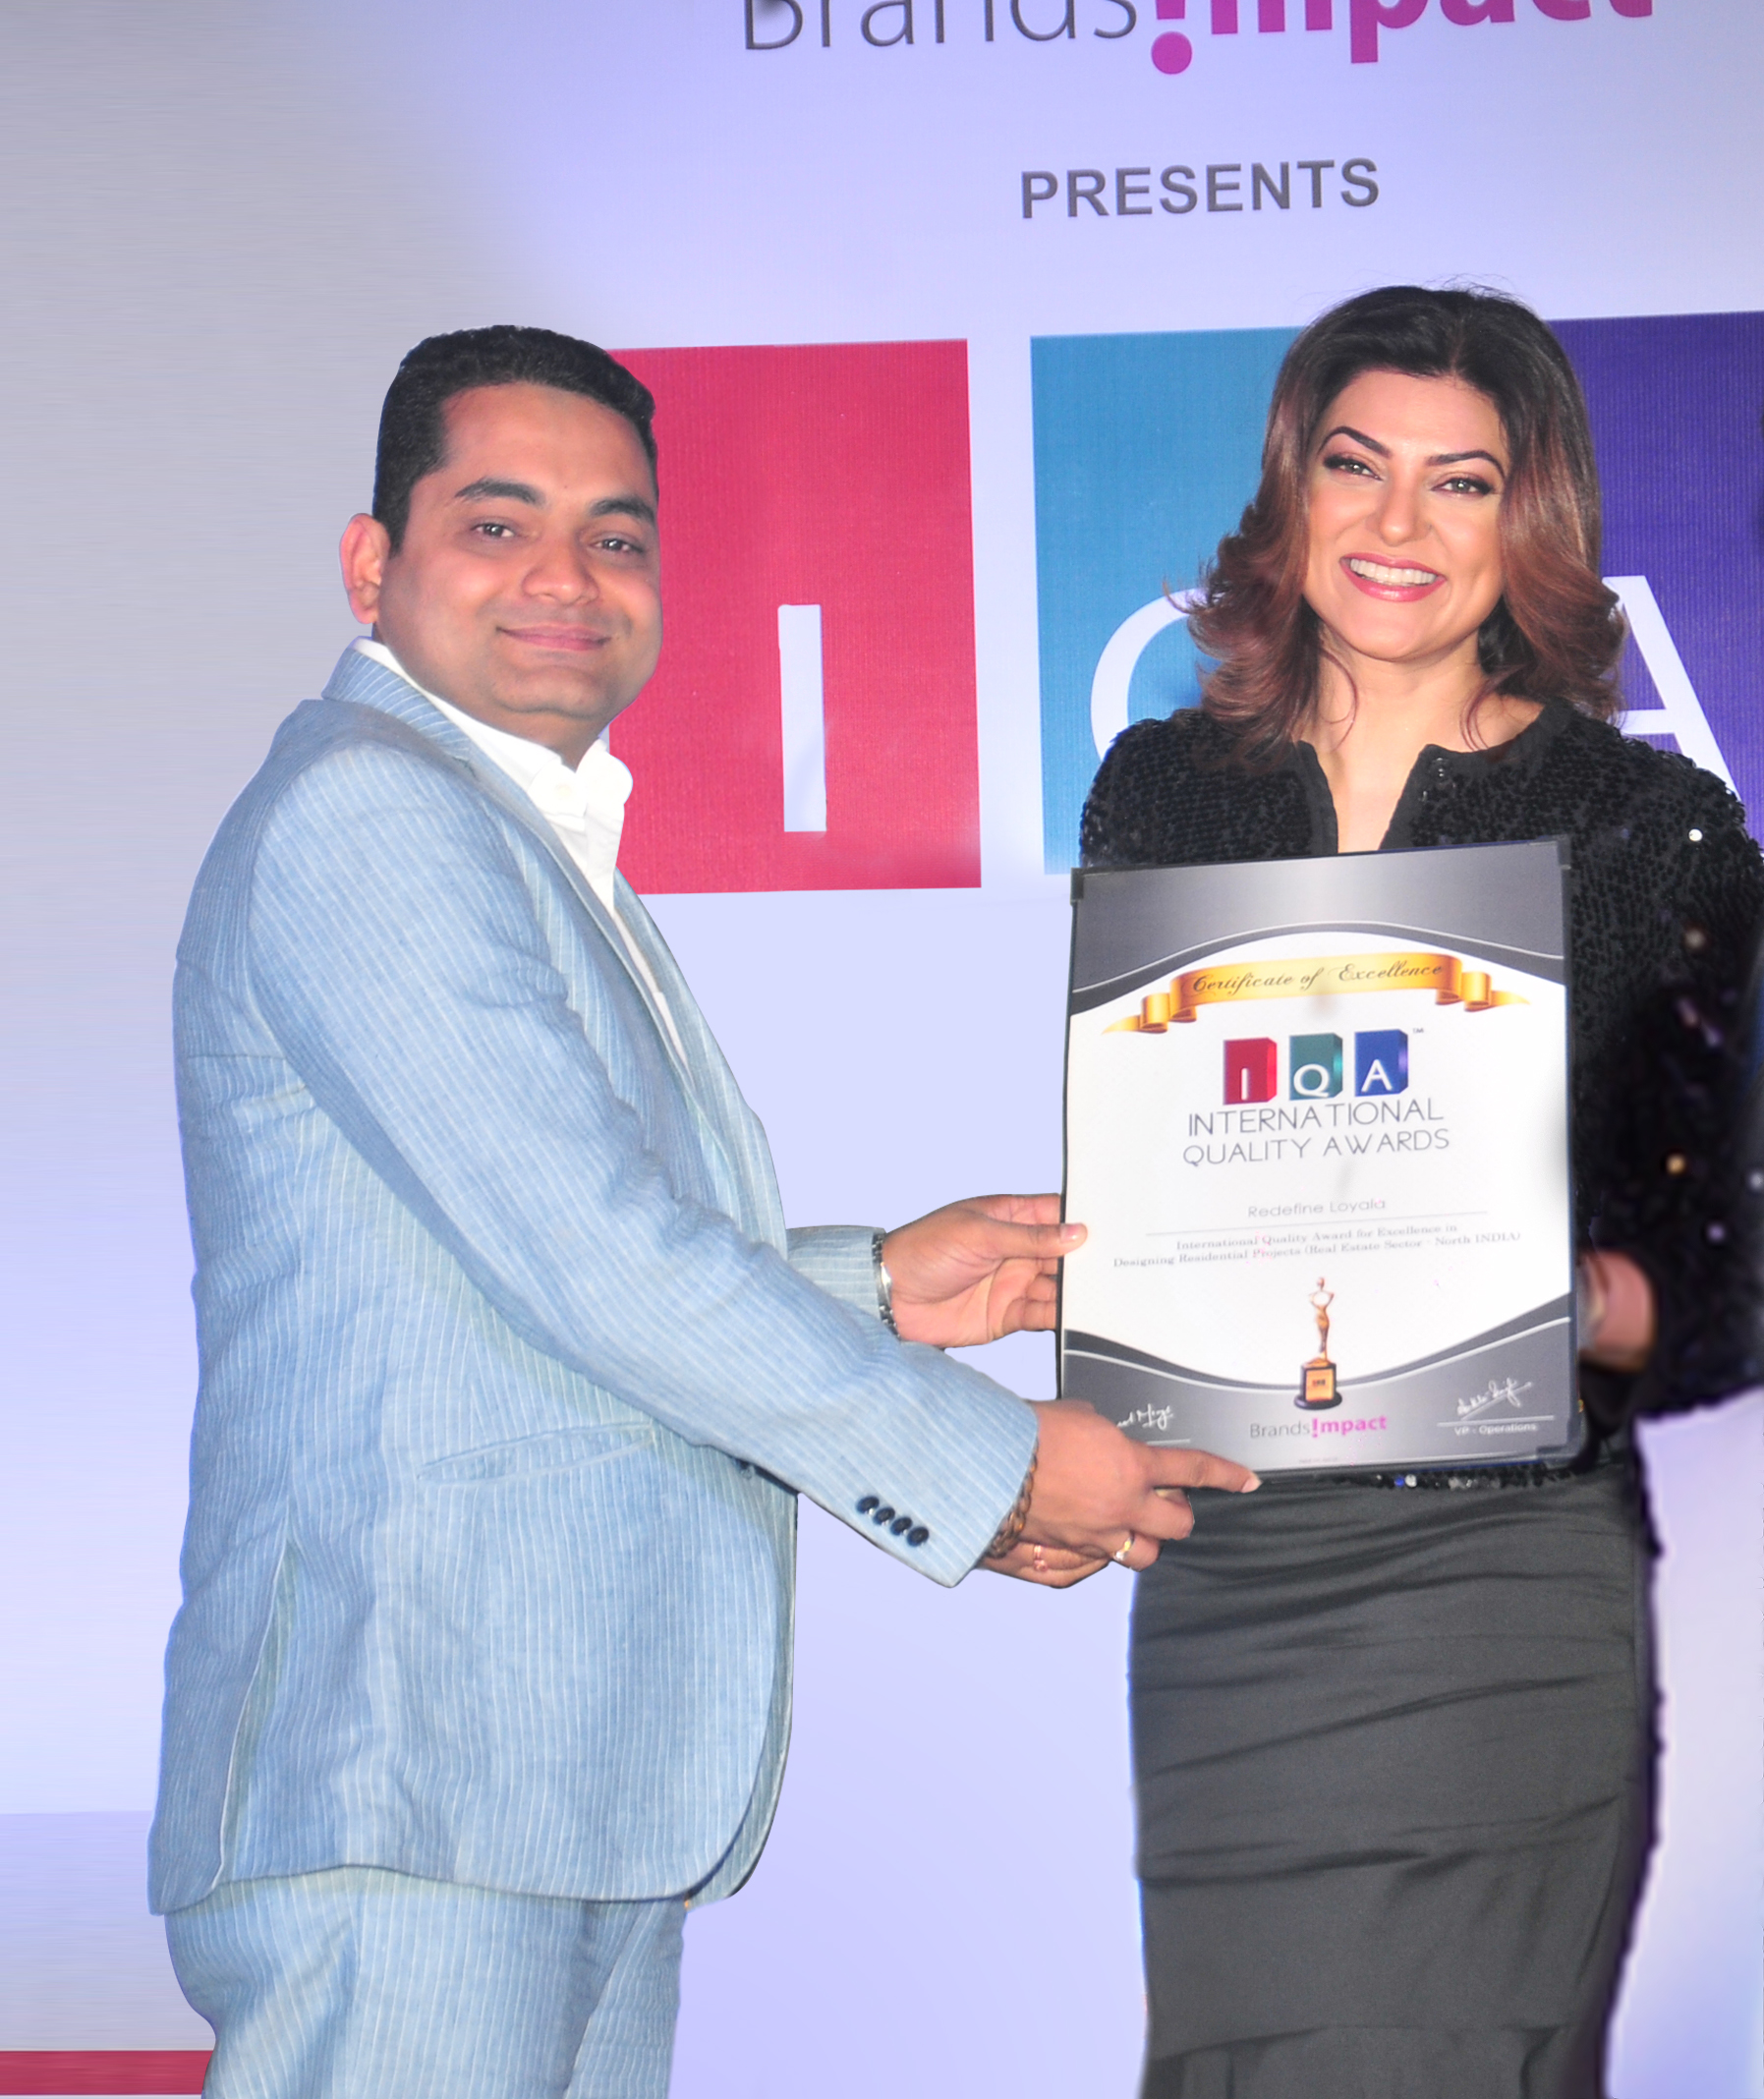 Brands!mpact
PRESENTS
I Q A
Certificate of Excellence
I Q A ™
INTERNATIONAL
QUALITY AWARDS
Redefine Loyala
International Quality Award for Excellence in
Designing Residential Projects (Real Estate Sector - North INDIA)
Brands!mpact
VP - Operations